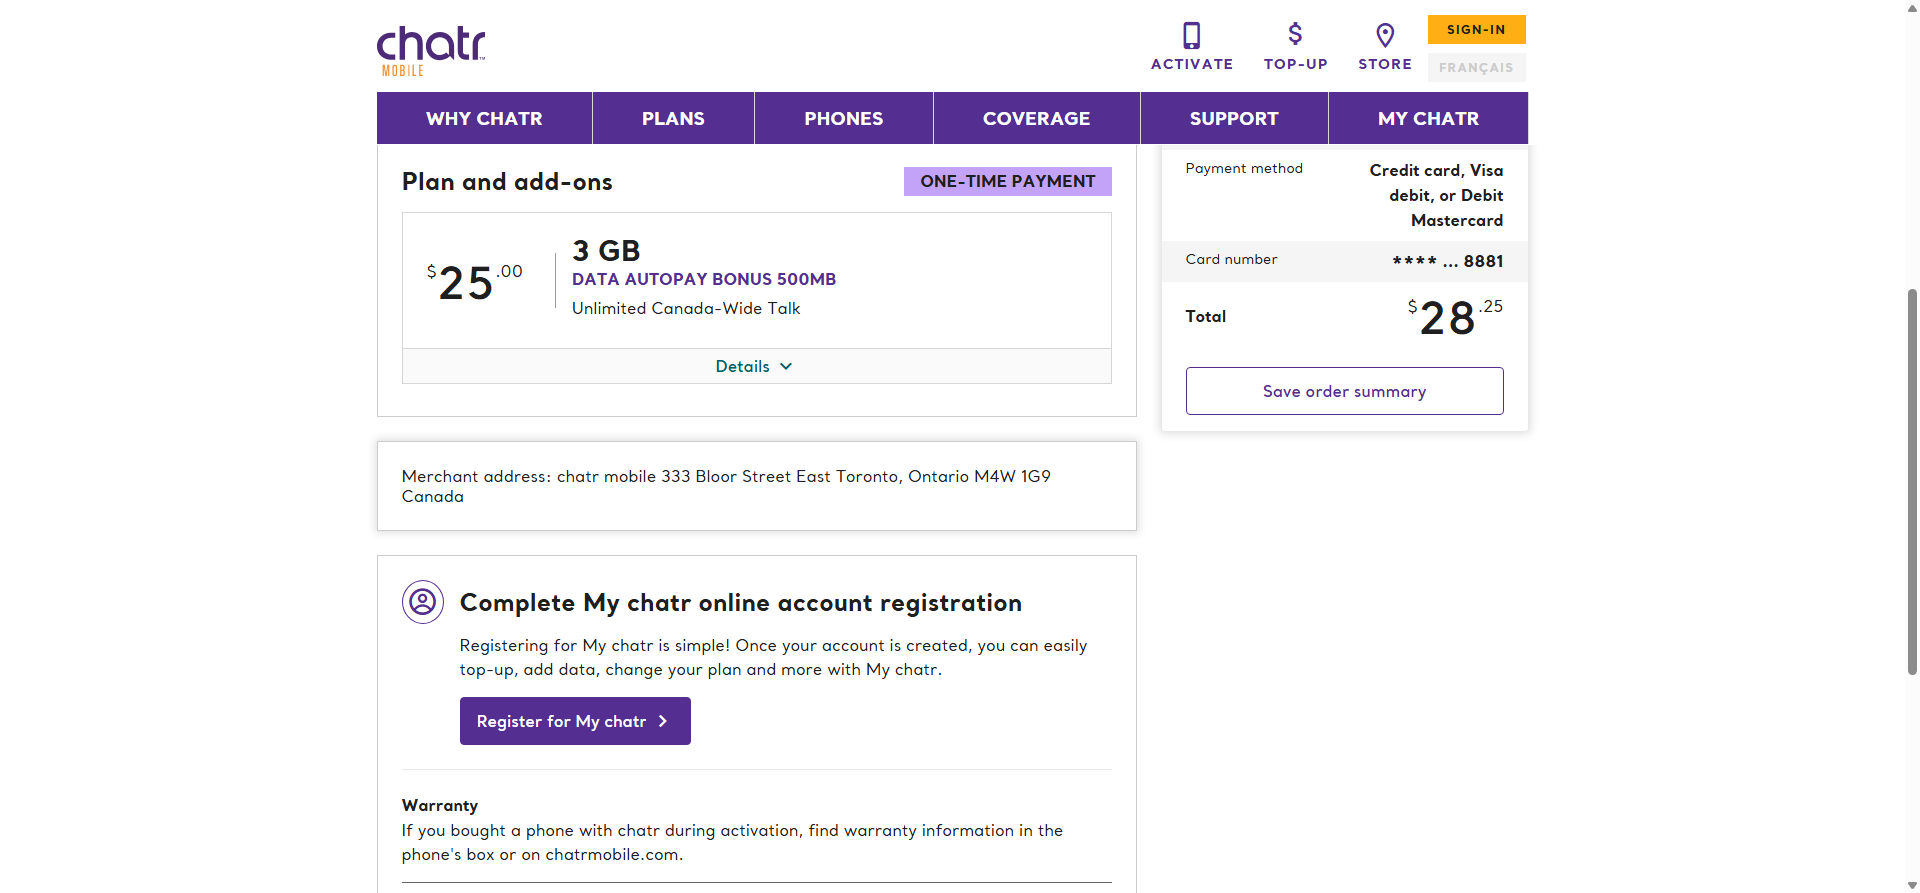 chatr
MOBILE
ACTIVATE
TOP-UP
STORE
SIGN-IN
FRANÇAIS
WHY CHATR
PLANS
PHONES
COVERAGE
SUPPORT
MY CHATR
Plan and add-ons
ONE-TIME PAYMENT
$25.00
3 GB
DATA AUTOPAY BONUS 500MB
Unlimited Canada-Wide Talk
Details
Merchant address: chatr mobile 333 Bloor Street East Toronto, Ontario M4W 1G9
Canada
Complete My chatr online account registration
Registering for My chatr is simple! Once your account is created, you can easily
top-up, add data, change your plan and more with My chatr.
Register for My chatr
Warranty
If you bought a phone with chatr during activation, find warranty information in the
phone's box or on chatrmobile.com.
Payment method
Credit card, Visa
debit, or Debit
Mastercard
Card number
**** ... 8881
Total
$28.25
Save order summary